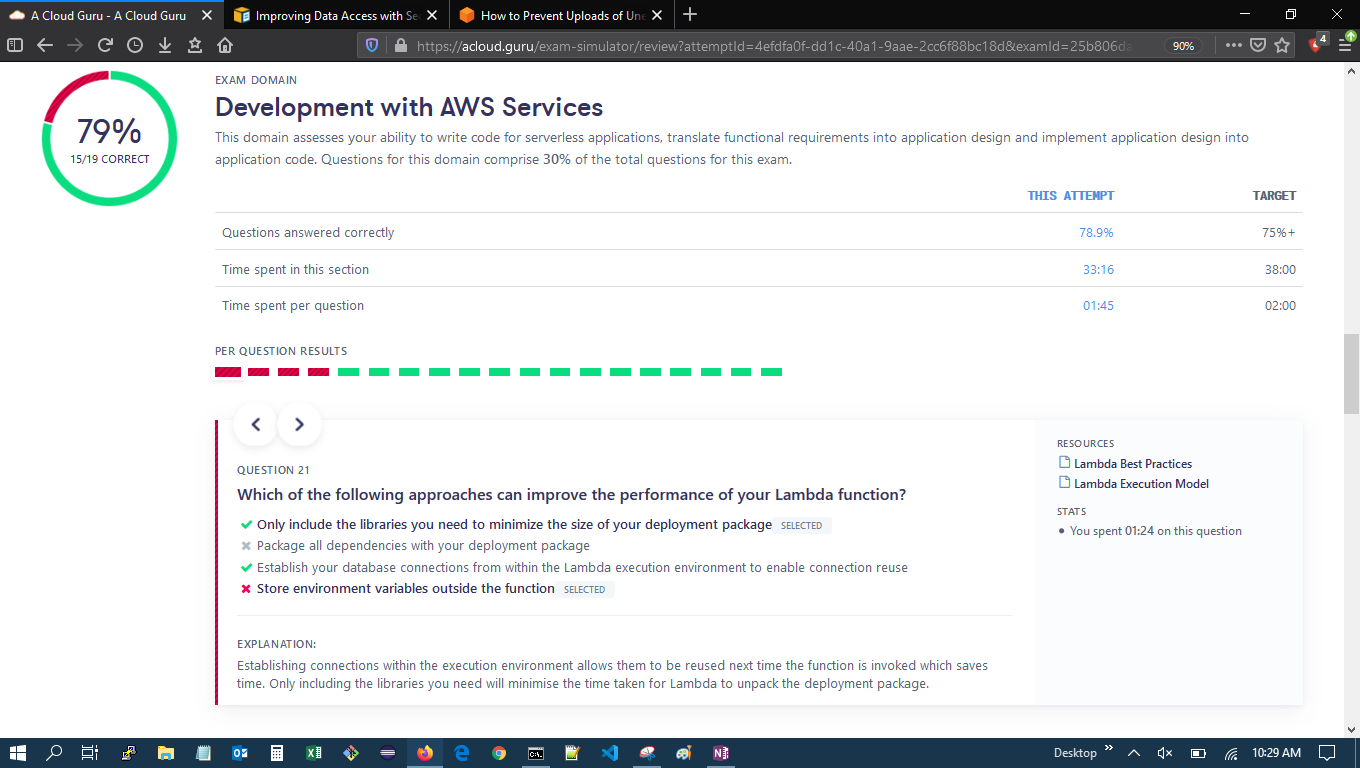 A Cloud Guru - A Cloud Guru
Improving Data Access with Se
How to Prevent Uploads of Une
https://acloud.guru/exam-simulator/review?attemptId=4efdfa0f-dd1c-40a1-9aae-2cc6f88bc18d&examId=25b806da
90%
4
79%
15/19 CORRECT
EXAM DOMAIN
Development with AWS Services
This domain assesses your ability to write code for serverless applications, translate functional requirements into application design and implement application design into
application code. Questions for this domain comprise 30% of the total questions for this exam.
THIS ATTEMPT TARGET
Questions answered correctly 78.9% 75%+
Time spent in this section 33:16 38:00
Time spent per question 01:45 02:00
PER QUESTION RESULTS
QUESTION 21
Which of the following approaches can improve the performance of your Lambda function?
Only include the libraries you need to minimize the size of your deployment package SELECTED
Package all dependencies with your deployment package
Establish your database connections from within the Lambda execution environment to enable connection reuse
Store environment variables outside the function SELECTED
EXPLANATION:
Establishing connections within the execution environment allows them to be reused next time the function is invoked which saves
time. Only including the libraries you need will minimise the time taken for Lambda to unpack the deployment package.
RESOURCES
Lambda Best Practices
Lambda Execution Model
STATS
• You spent 01:24 on this question
Desktop
10:29 AM